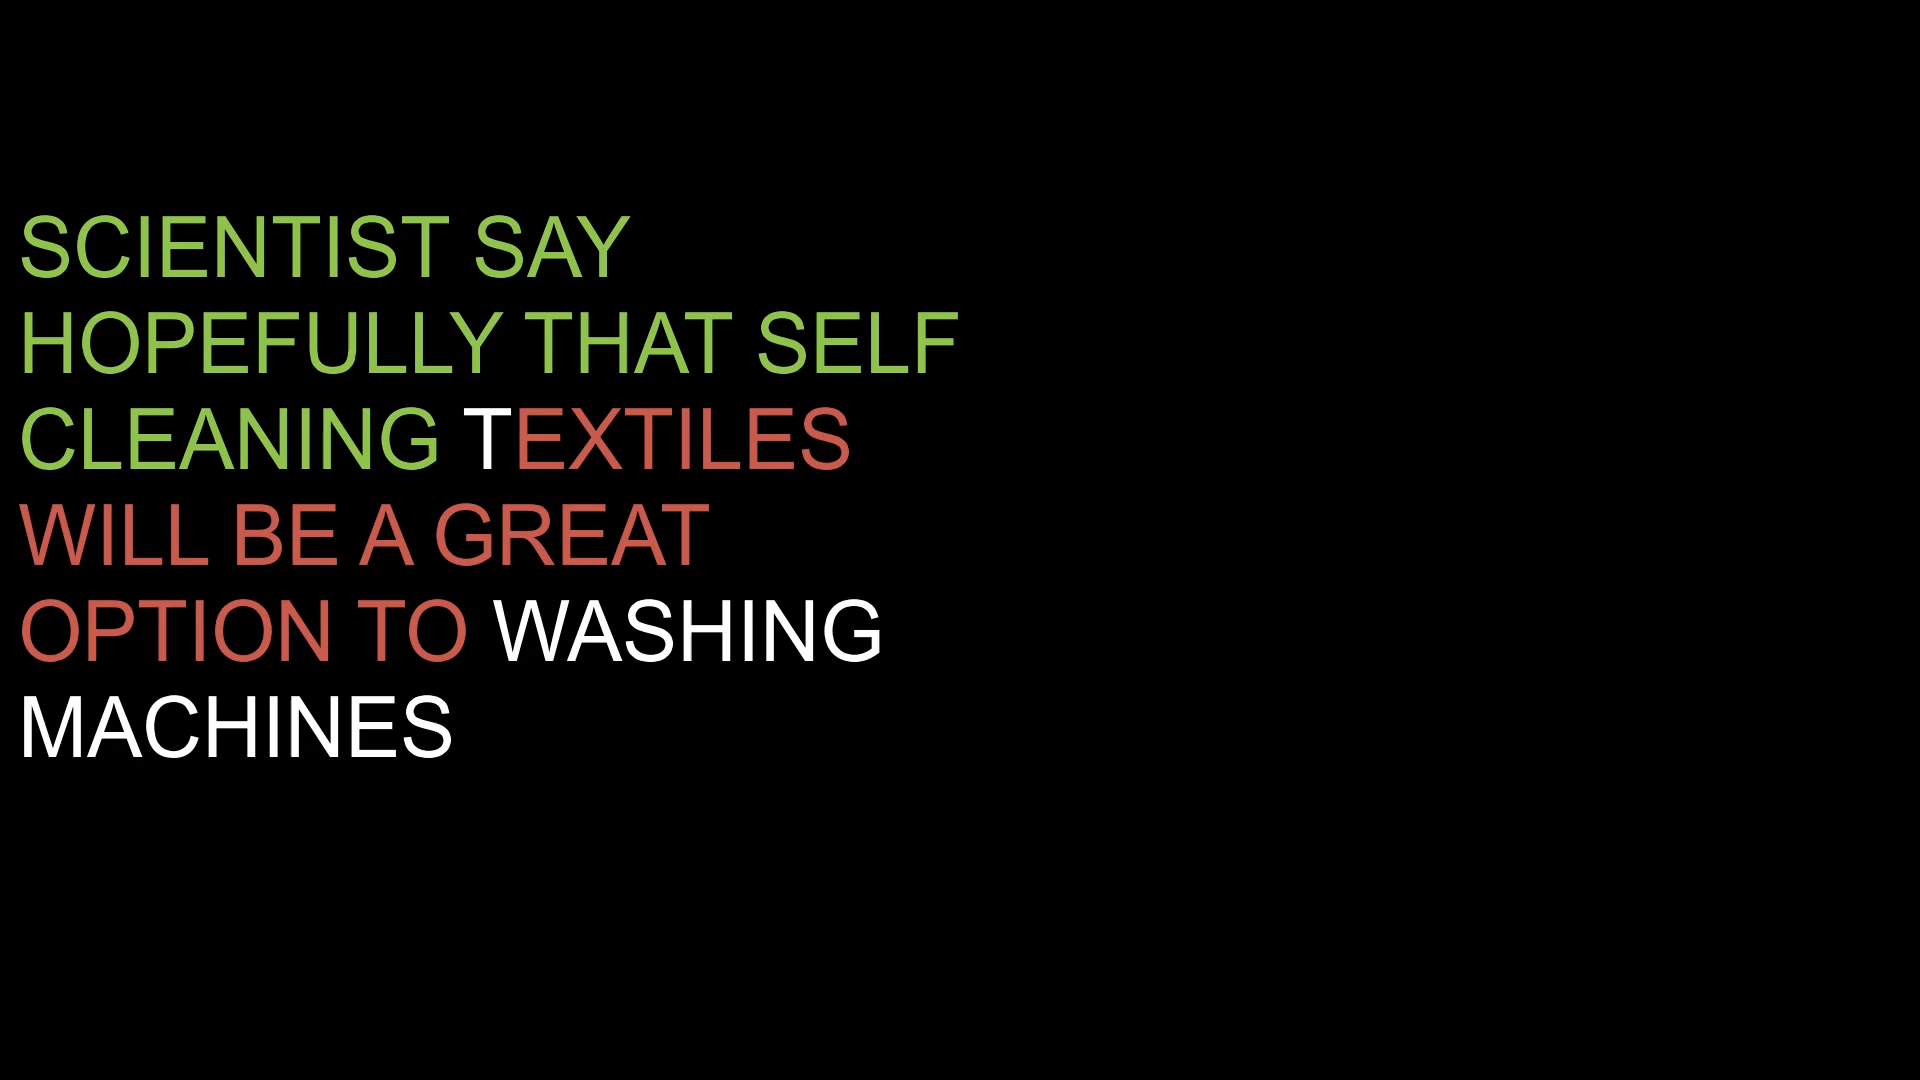 SCIENTIST SAY
HOPEFULLY THAT SELF
CLEANING TEXTILES
WILL BE A GREAT
OPTION TO WASHING
MACHINES